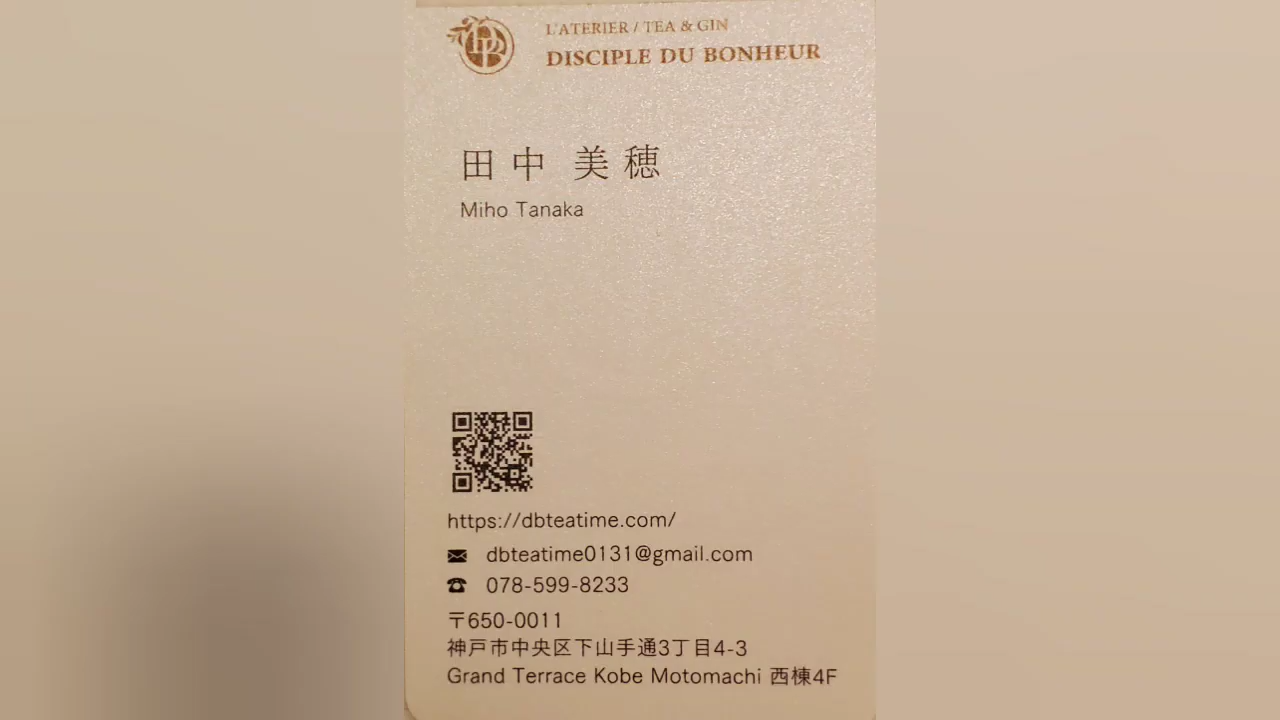 L'ATERIER / TEA & GIN
DISCIPLE DU BONHEUR
田中 美穂
Miho Tanaka
https://dbteatime.com/
dbteatime0131@gmail.com
078-599-8233
〒650-0011
神戸市中央区下山手通3丁目4-3
Grand Terrace Kobe Motomachi 西棟4F